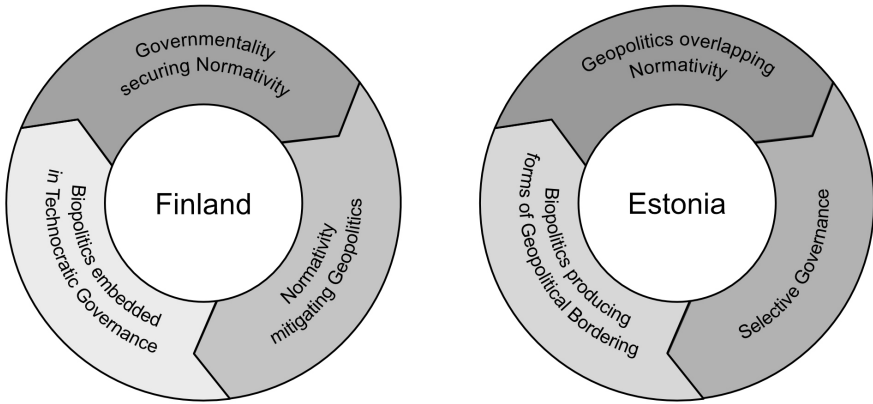 Governmentality
securing Normativity
Finland
Normativity
mitigating Geopolitics
Biopolitics embedded
in Technocratic Governance
Geopolitics overlapping
Normativity
Estonia
Selective Governance
Biopolitics producing
forms of Geopolitical Bordering